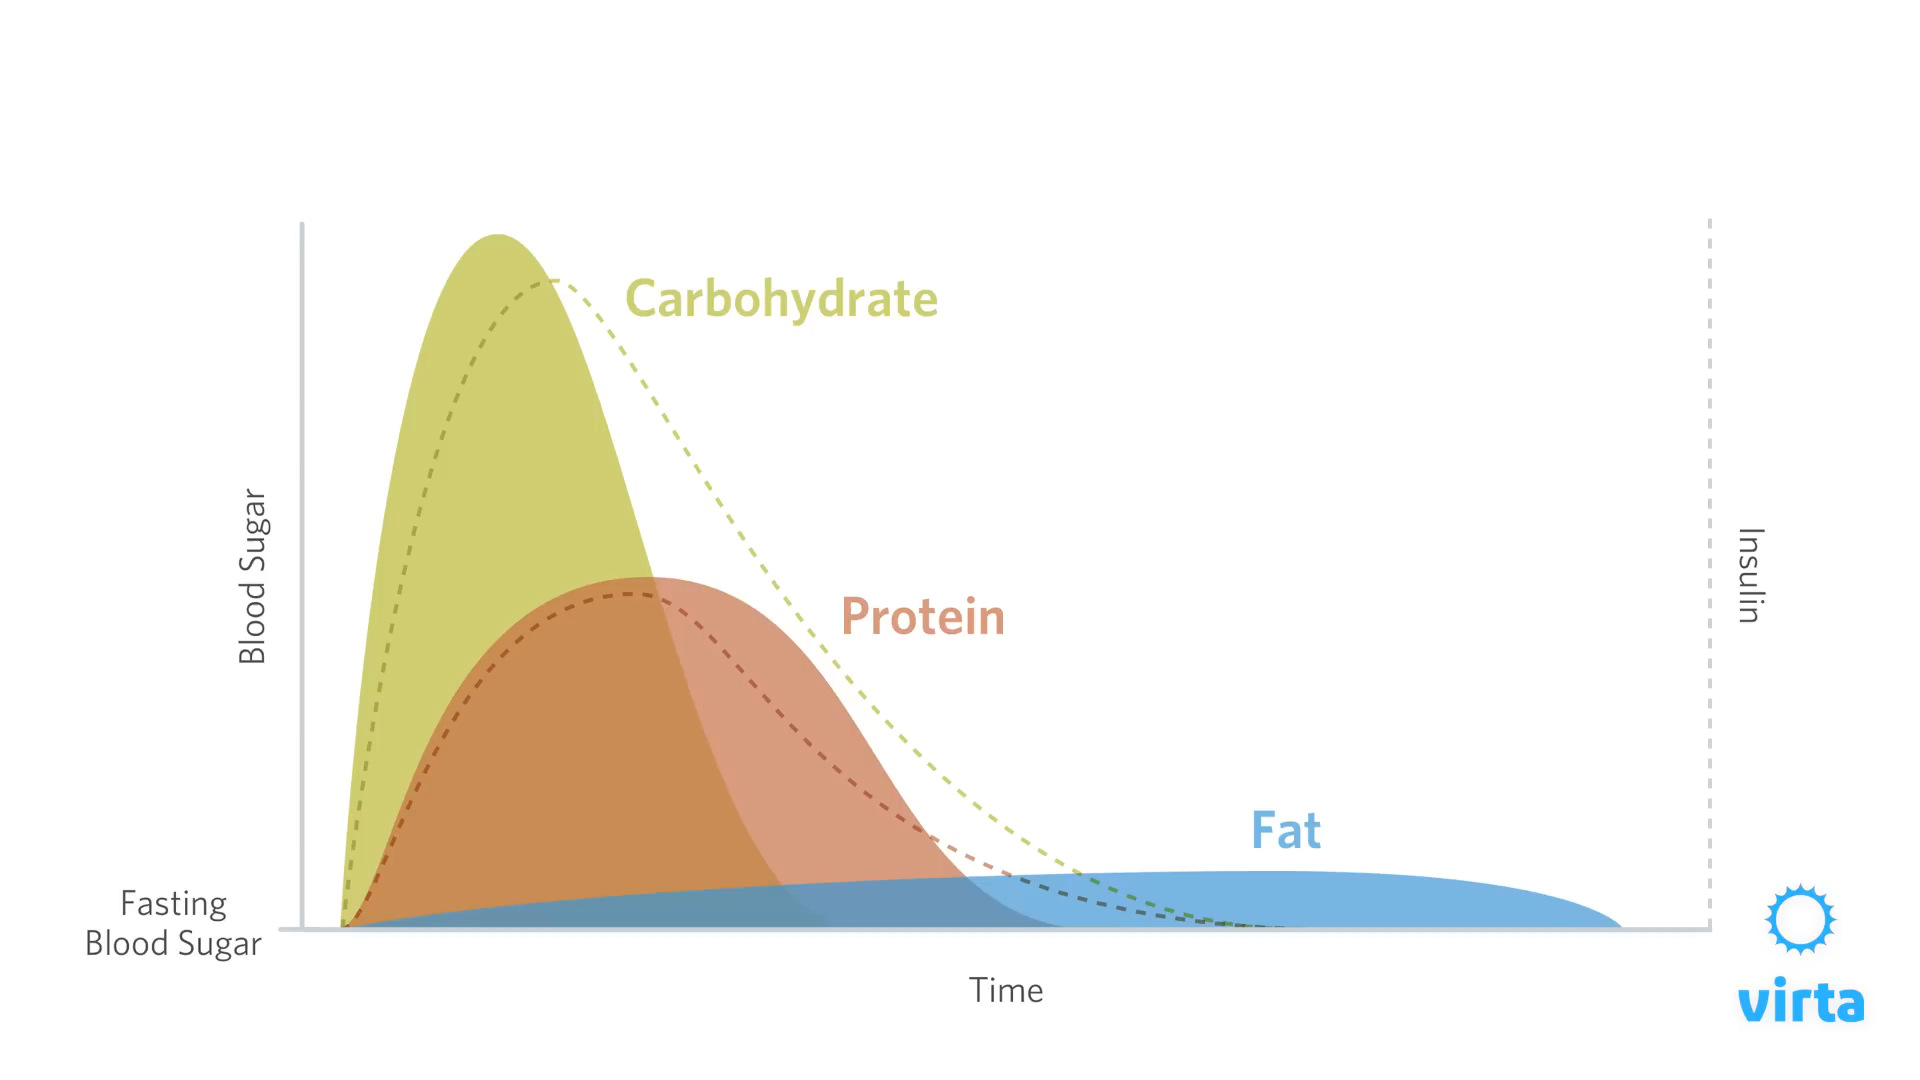 Carbohydrate
Protein
Fat
Blood Sugar
Insulin
Fasting
Blood Sugar
Time
virta